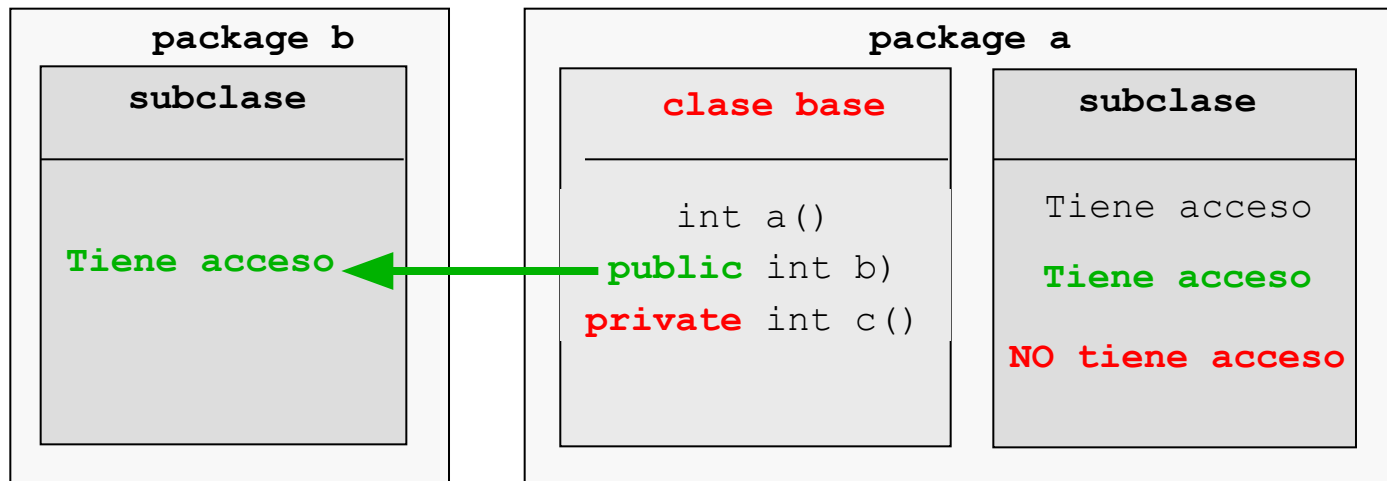 package b
subclase
Tiene acceso
package a
clase base
int a()
public int b)
private int c()
subclase
Tiene acceso
Tiene acceso
NO tiene acceso